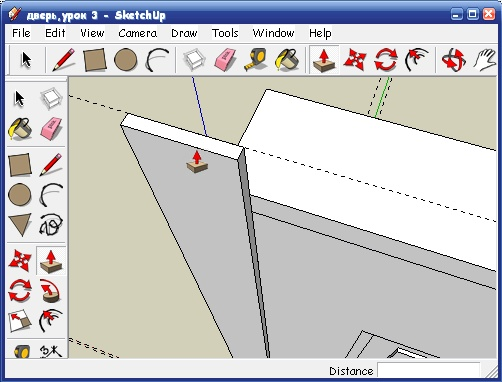 дверь,урок 3 - SketchUp
File Edit View Camera Draw Tools Window Help
Distance